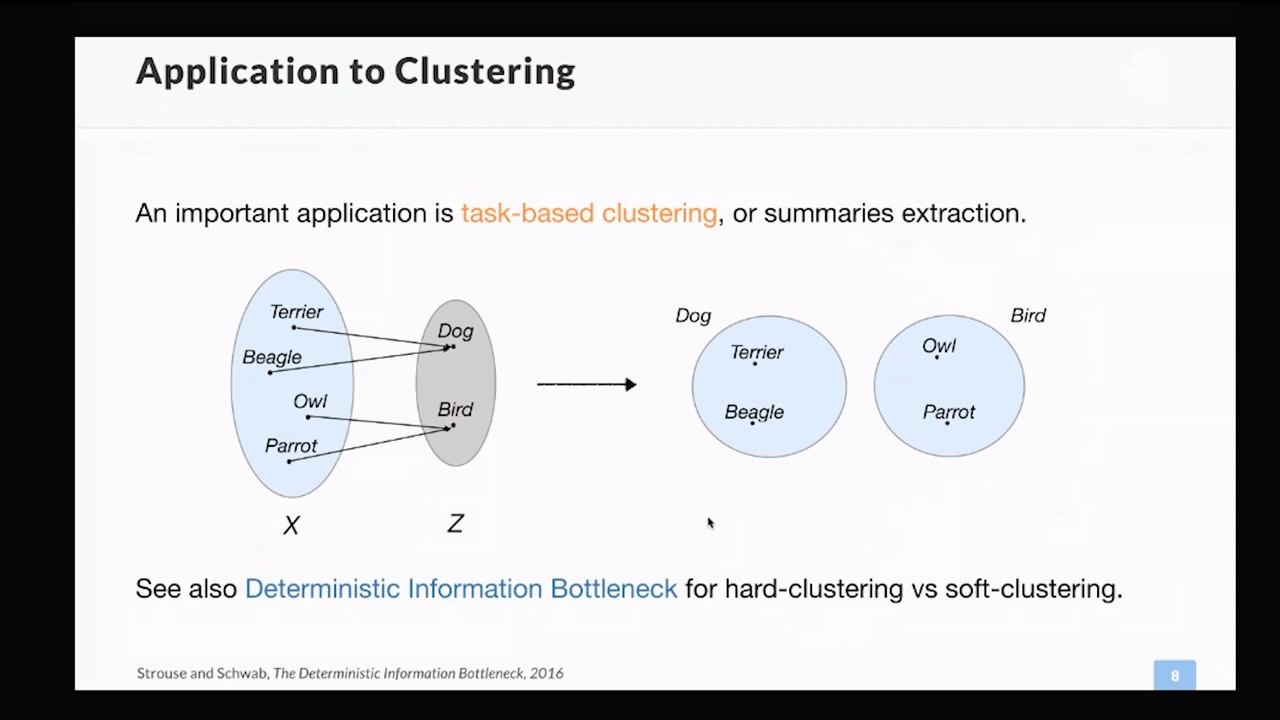 Application to Clustering
An important application is task-based clustering, or summaries extraction.
Terrier
Beagle
Owl
Parrot
X
Dog
Bird
Z
Dog
Terrier
Beagle
Bird
Owl
Parrot
See also Deterministic Information Bottleneck for hard-clustering vs soft-clustering.
Strouse and Schwab, The Deterministic Information Bottleneck, 2016
8